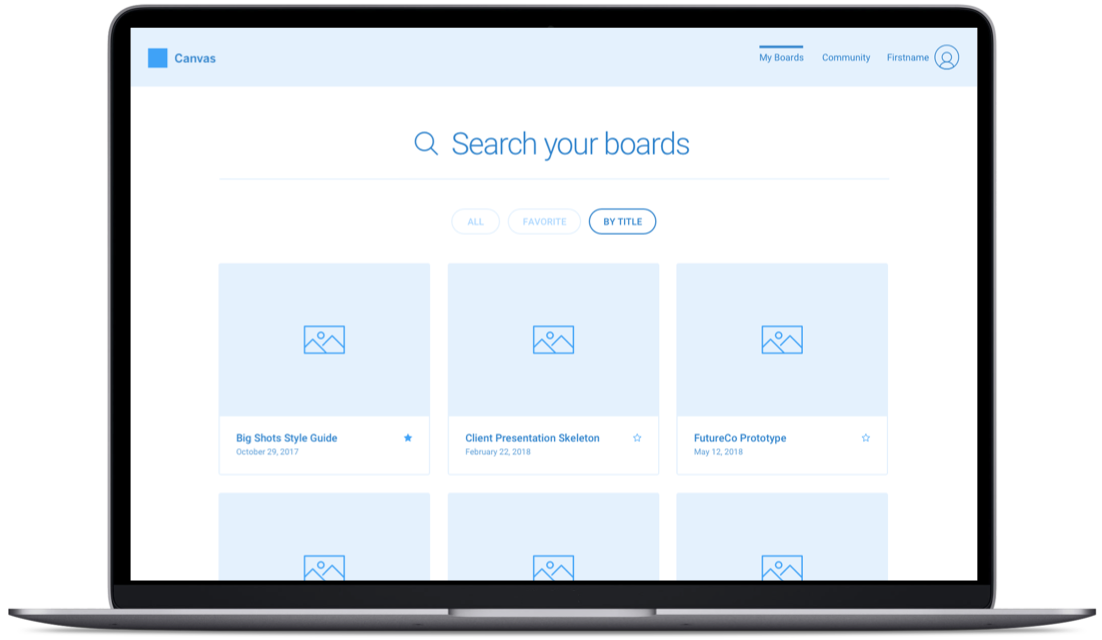 Canvas
My Boards Community Firstname
Search your boards
ALL FAVORITE BY TITLE
Big Shots Style Guide
October 29, 2017
Client Presentation Skeleton
February 22, 2018
FutureCo Prototype
May 12, 2018